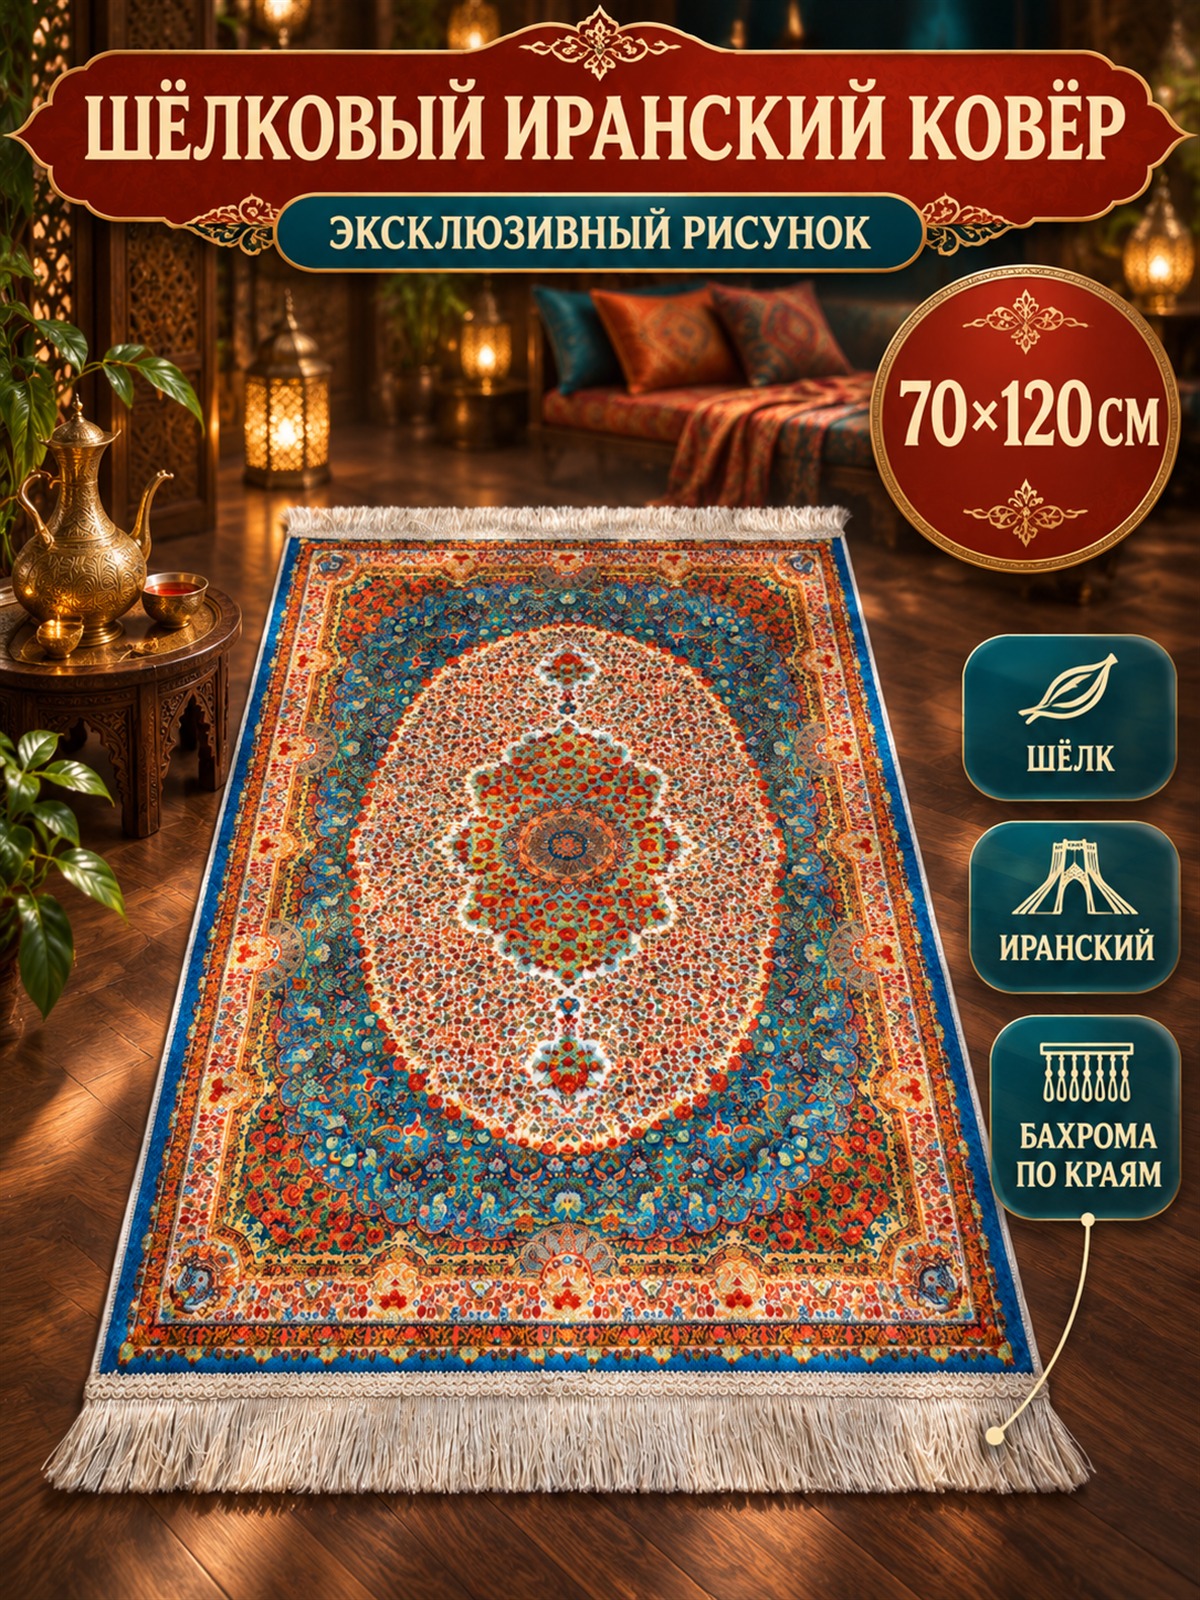 ШЁЛКОВЫЙ ИРАНСКИЙ КОВЁР
ЭКСКЛЮЗИВНЫЙ РИСУНОК
70×120 СМ
ШЁЛК
ИРАНСКИЙ
БАХРОМА
ПО КРАЯМ